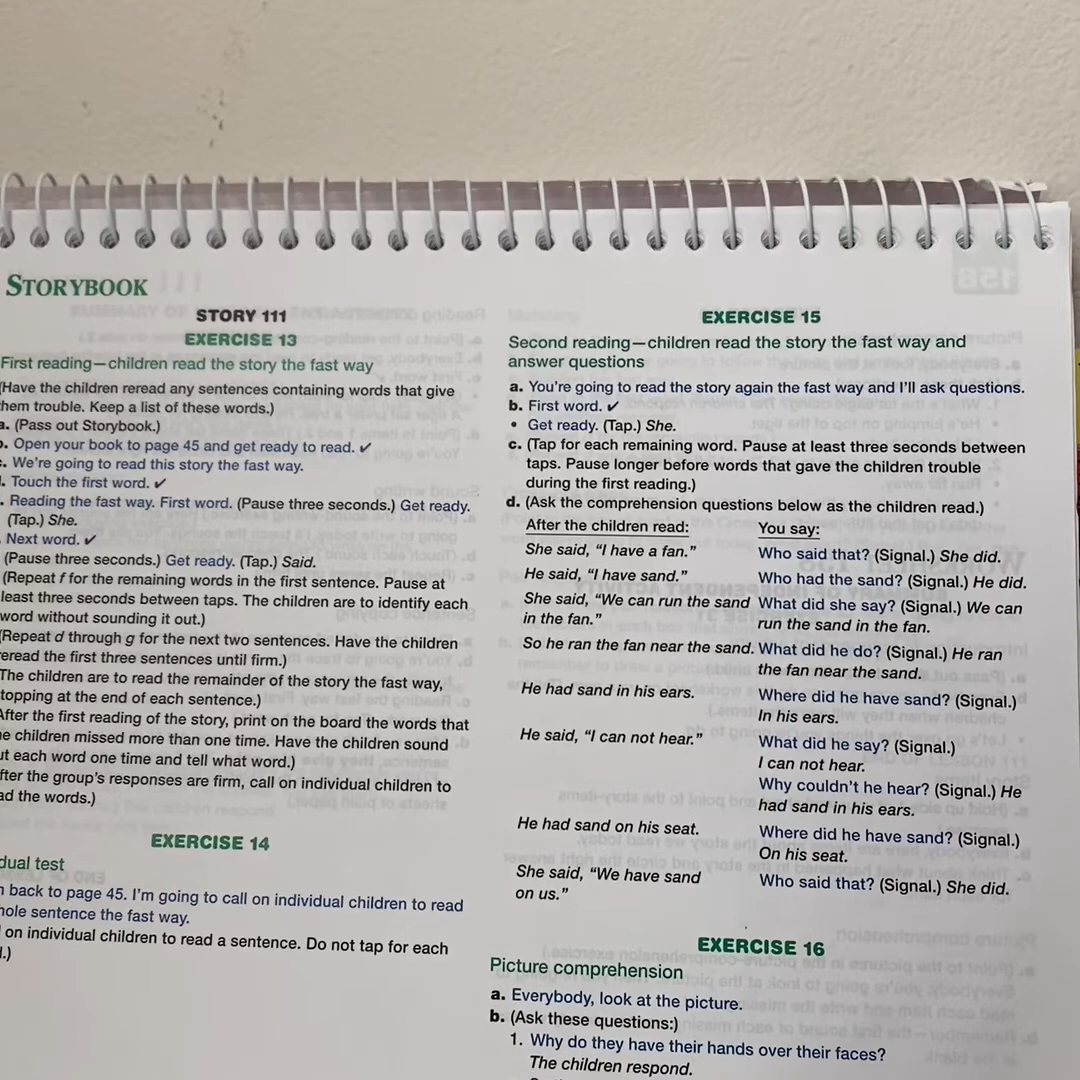 STORYBOOK
STORY 111
EXERCISE 13
First reading—children read the story the fast way
(Have the children reread any sentences containing words that give
them trouble. Keep a list of these words.)
a. (Pass out Storybook.)
Open your book to page 45 and get ready to read. ✔
We're going to read this story the fast way.
Touch the first word. ✔
Reading the fast way. First word. (Pause three seconds.) Get ready.
(Tap.) She.
Next word. ✔
(Pause three seconds.) Get ready. (Tap.) Said.
(Repeat f for the remaining words in the first sentence. Pause at
least three seconds between taps. The children are to identify each
word without sounding it out.)
(Repeat d through g for the next two sentences. Have the children
reread the first three sentences until firm.)
The children are to read the remainder of the story the fast way,
stopping at the end of each sentence.)
After the first reading of the story, print on the board the words that
children missed more than one time. Have the children sound
each word one time and tell what word.)
After the group's responses are firm, call on individual children to
the words.)
EXERCISE 14
test
back to page 45. I'm going to call on individual children to read
sentence the fast way.
on individual children to read a sentence. Do not tap for each
EXERCISE 15
Second reading—children read the story the fast way and
answer questions
a. You're going to read the story again the fast way and I'll ask questions.
b. First word. ✔
• Get ready. (Tap.) She.
c. (Tap for each remaining word. Pause at least three seconds between
taps. Pause longer before words that gave the children trouble
during the first reading.)
d. (Ask the comprehension questions below as the children read.)
After the children read: You say:
She said, “I have a fan.” Who said that? (Signal.) She did.
He said, “I have sand.” Who had the sand? (Signal.) He did.
She said, “We can run the sand What did she say? (Signal.) We can
in the fan.” run the sand in the fan.
So he ran the fan near the sand. What did he do? (Signal.) He ran
the fan near the sand.
He had sand in his ears. Where did he have sand? (Signal.)
In his ears.
He said, “I can not hear.” What did he say? (Signal.)
I can not hear.
Why couldn't he hear? (Signal.) He
had sand in his ears.
He had sand on his seat. Where did he have sand? (Signal.)
On his seat.
She said, “We have sand Who said that? (Signal.) She did.
on us.”
EXERCISE 16
Picture comprehension
a. Everybody, look at the picture.
b. (Ask these questions:)
1. Why do they have their hands over their faces?
The children respond.